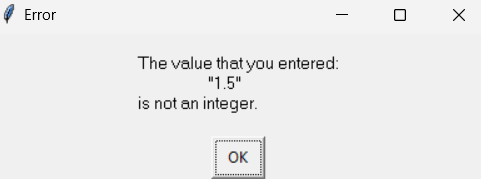 Error
The value that you entered:
"1.5"
is not an integer.
OK